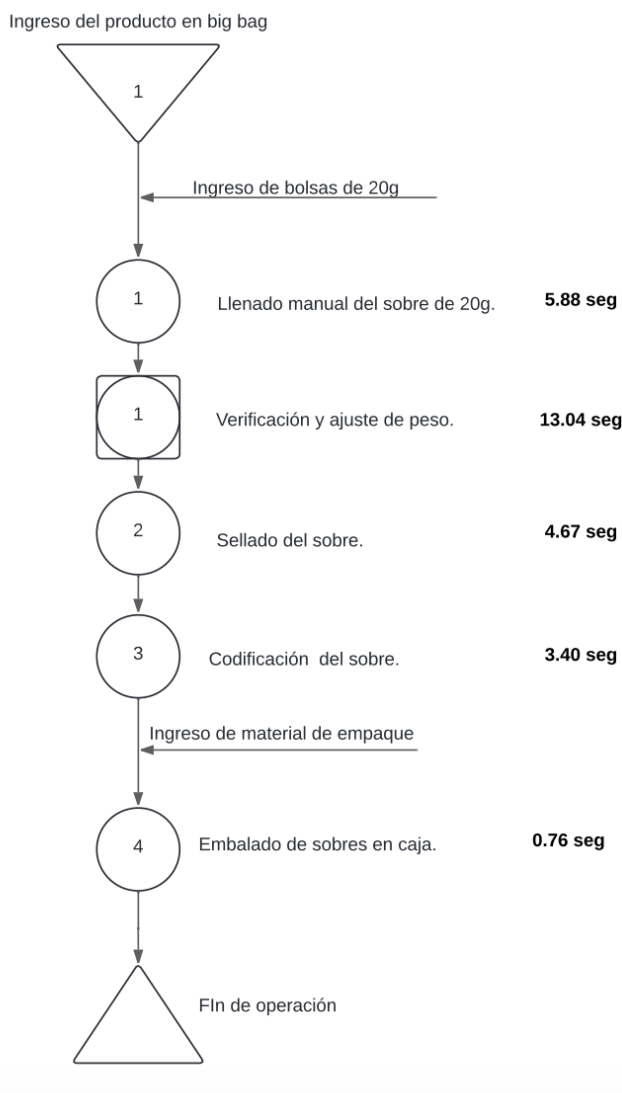 Ingreso del producto en big bag
1
Ingreso de bolsas de 20g
1
Llenado manual del sobre de 20g.
5.88 seg
1
Verificación y ajuste de peso.
13.04 seg
2
Sellado del sobre.
4.67 seg
3
Codificación  del sobre.
3.40 seg
Ingreso de material de empaque
4
Embalado de sobres en caja.
0.76 seg
FIn de operación